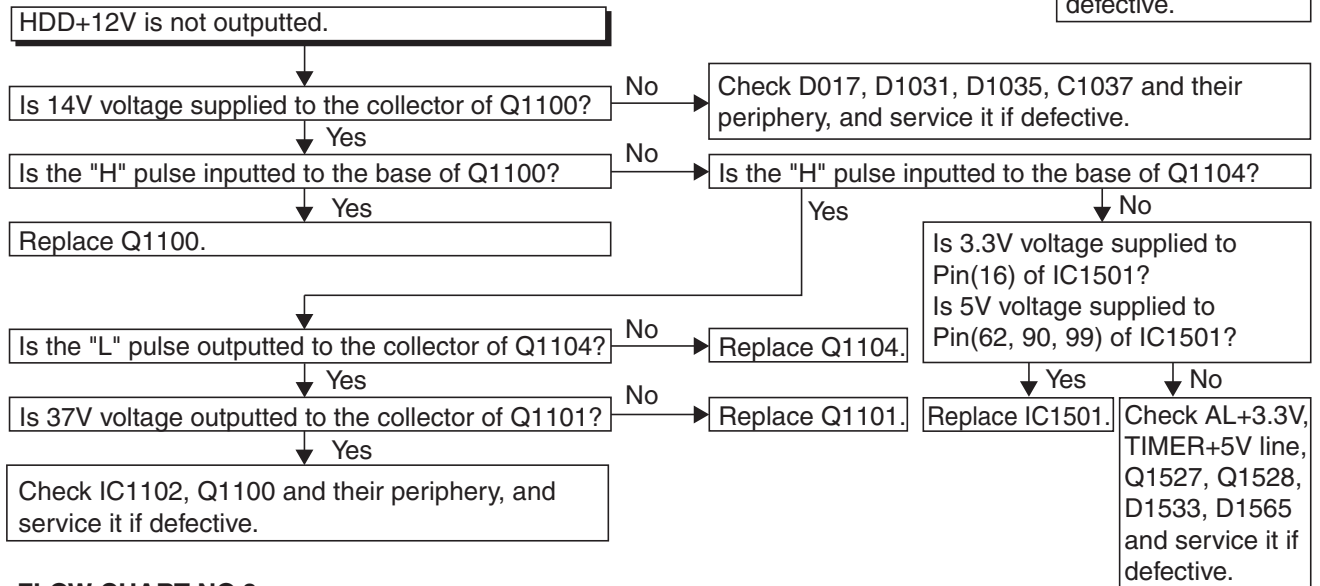 defective.
HDD+12V is not outputted.
Is 14V voltage supplied to the collector of Q1100?
No
Check D017, D1031, D1035, C1037 and their
periphery, and service it if defective.
Yes
Is the "H" pulse inputted to the base of Q1100?
No
Is the "H" pulse inputted to the base of Q1104?
Yes
Replace Q1100.
Yes
No
Is 3.3V voltage supplied to
Pin(16) of IC1501?
Is 5V voltage supplied to
Pin(62, 90, 99) of IC1501?
Is the "L" pulse outputted to the collector of Q1104?
No
Replace Q1104.
Yes
Is 37V voltage outputted to the collector of Q1101?
No
Replace Q1101.
Yes
Replace IC1501.
No
Check AL+3.3V,
TIMER+5V line,
Q1527, Q1528,
D1533, D1565
and service it if
defective.
Yes
Check IC1102, Q1100 and their periphery, and
service it if defective.